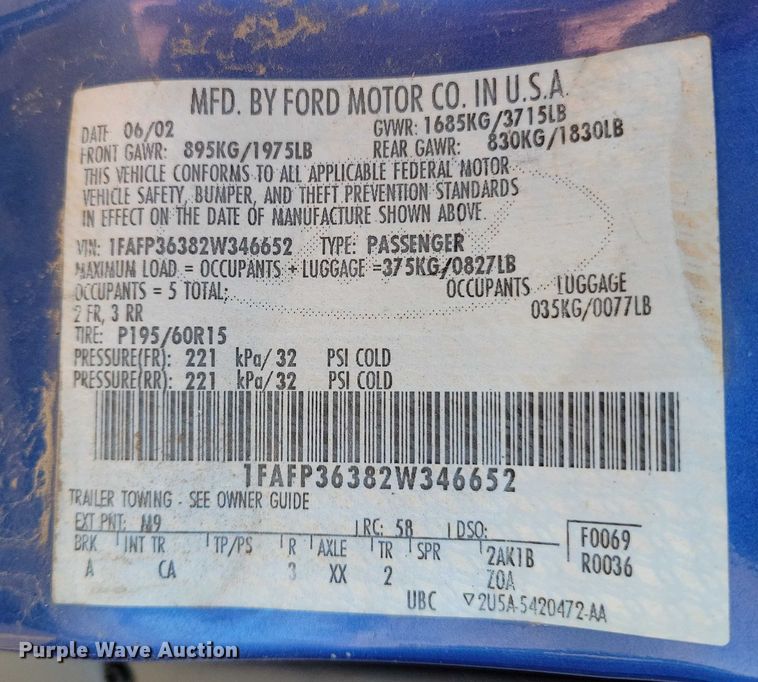 MFD. BY FORD MOTOR CO. IN U.S.A.
DATE 06/02 GVWR: 1685KG/3715LB
FRONT GAWR: 895KG/1975LB REAR GAWR: 830KG/1830LB
THIS VEHICLE CONFORMS TO ALL APPLICABLE FEDERAL MOTOR
VEHICLE SAFETY, BUMPER, AND THEFT PREVENTION STANDARDS
IN EFFECT ON THE DATE OF MANUFACTURE SHOWN ABOVE.
VIN: 1FAFP36382W346652 TYPE: PASSENGER
MAXIMUM LOAD = OCCUPANTS + LUGGAGE =375KG/0827LB
OCCUPANTS = 5 TOTAL; OCCUPANTS LUGGAGE
2 FR, 3 RR 035KG/0077LB
TIRE: P195/60R15
PRESSURE(FR): 221 kPa/32 PSI COLD
PRESSURE(RR): 221 kPa/32 PSI COLD
1FAFP36382W346652
TRAILER TOWING - SEE OWNER GUIDE
EXT PNT: M9 RC: 58 DSO: F0069
BRK INT TR TP/PS R AXLE TR SPR 2AK1B R0036
A CA 3 XX 2 ZOA
UBC ▽2U5A-5420472-AA
Purple Wave Auction